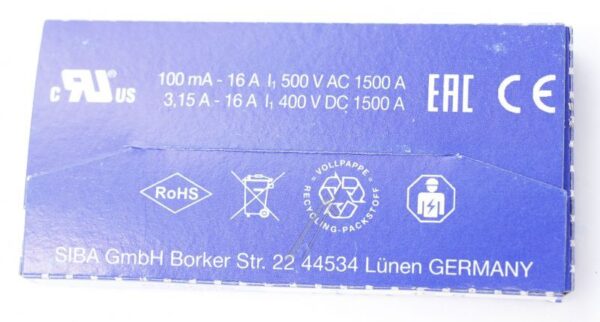 c RU US
100 mA - 16 A I₁ 500 V AC 1500 A
3,15 A - 16 A I₁ 400 V DC 1500 A
EAC CE
RoHS
VOLLPAPPE
RECYCLING-PACKSTOFF
SIBA GmbH Borker Str. 22 44534 Lünen GERMANY